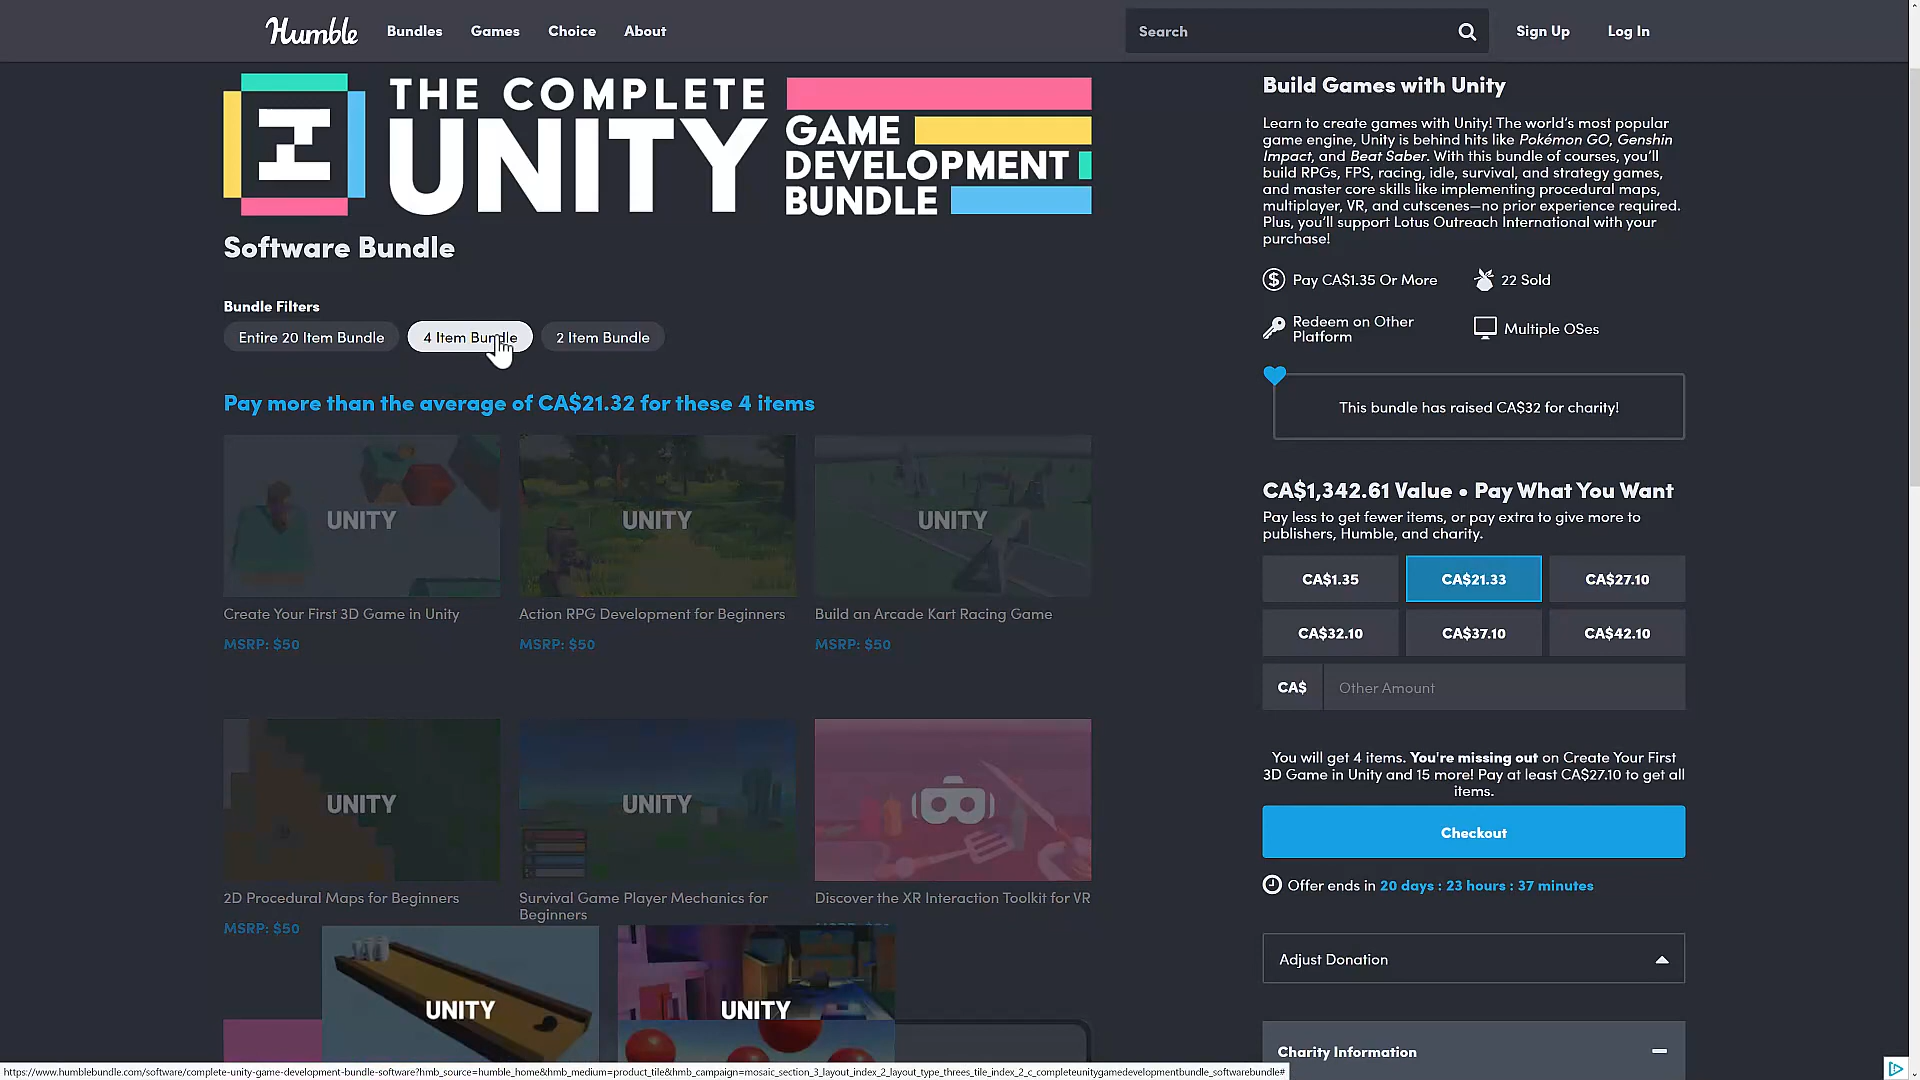 Humble
Bundles
Games
Choice
About
Search
Sign Up
Log In
THE COMPLETE
UNITY
GAME
DEVELOPMENT
BUNDLE
Software Bundle
Bundle Filters
Entire 20 Item Bundle
4 Item Bundle
2 Item Bundle
Pay more than the average of CA$21.32 for these 4 items
UNITY
UNITY
UNITY
Create Your First 3D Game in Unity
Action RPG Development for Beginners
Build an Arcade Kart Racing Game
MSRP: $50
MSRP: $50
MSRP: $50
UNITY
UNITY
2D Procedural Maps for Beginners
Survival Game Player Mechanics for
Beginners
Discover the XR Interaction Toolkit for VR
MSRP: $50
UNITY
UNITY
Build Games with Unity
Learn to create games with Unity! The world's most popular
game engine, Unity is behind hits like Pokémon GO, Genshin
Impact, and Beat Saber. With this bundle of courses, you'll
build RPGs, FPS, racing, idle, survival, and strategy games,
and master core skills like implementing procedural maps,
multiplayer, VR, and cutscenes—no prior experience required.
Plus, you'll support Lotus Outreach International with your
purchase!
Pay CA$1.35 Or More
22 Sold
Redeem on Other
Platform
Multiple OSes
This bundle has raised CA$32 for charity!
CA$1,342.61 Value • Pay What You Want
Pay less to get fewer items, or pay extra to give more to
publishers, Humble, and charity.
CA$1.35
CA$21.33
CA$27.10
CA$32.10
CA$37.10
CA$42.10
CA$
Other Amount
You will get 4 items. You're missing out on Create Your First
3D Game in Unity and 15 more! Pay at least CA$27.10 to get all
items.
Checkout
Offer ends in 20 days : 23 hours : 37 minutes
Adjust Donation
Charity Information
https://www.humblebundle.com/software/complete-unity-game-development-bundle-software?hmb_source=humble_home&hmb_medium=product_tile&hmb_campaign=mosaic_section_3_layout_index_2_layout_type_threes_tile_index_2_c_completeunitygamedevelopmentbundle_softwarebundle#